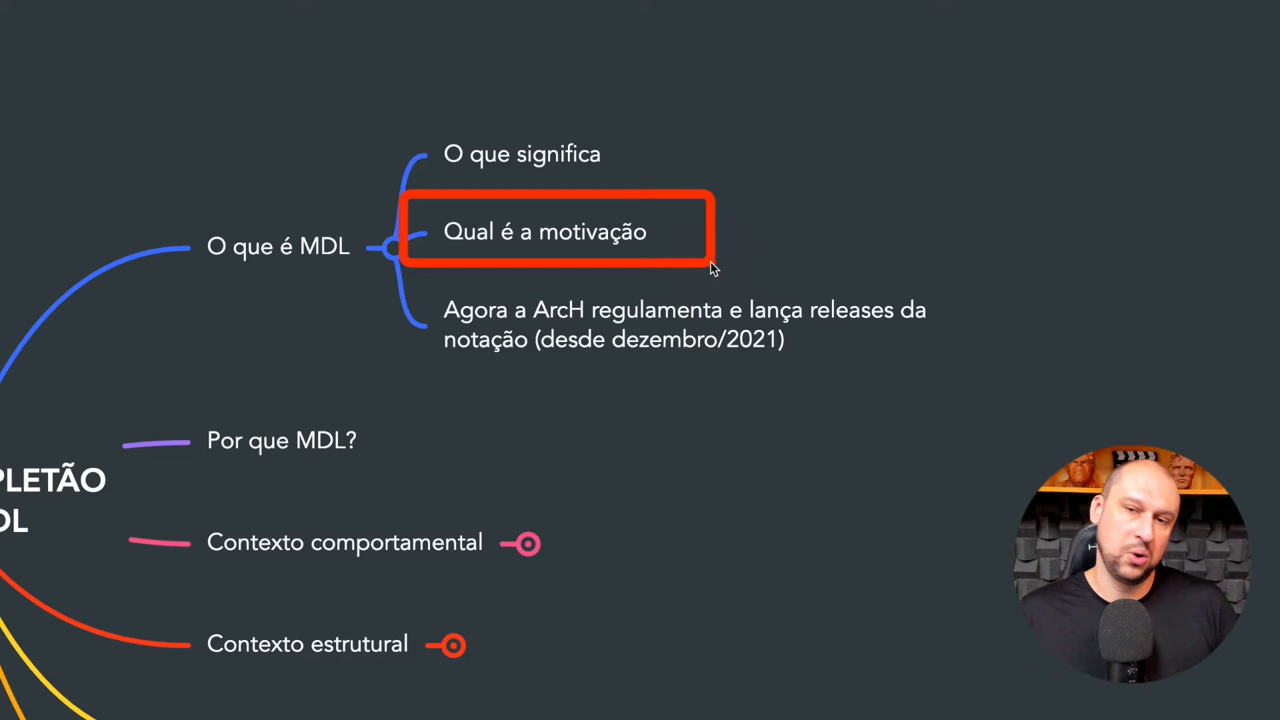 O que significa
Qual é a motivação
O que é MDL
Agora a ArcH regulamenta e lança releases da
notação (desde dezembro/2021)
Por que MDL?
PLETÃO
DL
Contexto comportamental
Contexto estrutural